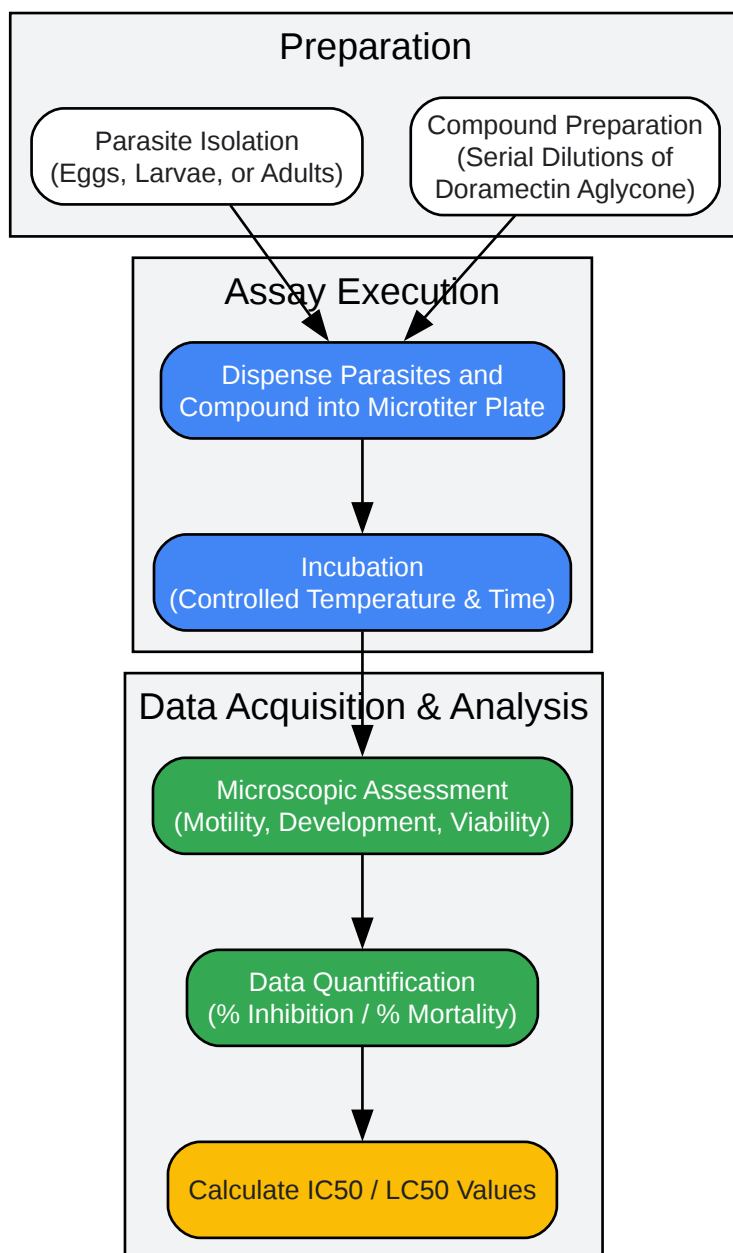 Preparation
Parasite Isolation
(Eggs, Larvae, or Adults)
Compound Preparation
(Serial Dilutions of
Doramectin Aglycone)
Assay Execution
Dispense Parasites and
Compound into Microtiter Plate
Incubation
(Controlled Temperature & Time)
Data Acquisition & Analysis
Microscopic Assessment
(Motility, Development, Viability)
Data Quantification
(% Inhibition / % Mortality)
Calculate IC50 / LC50 Values